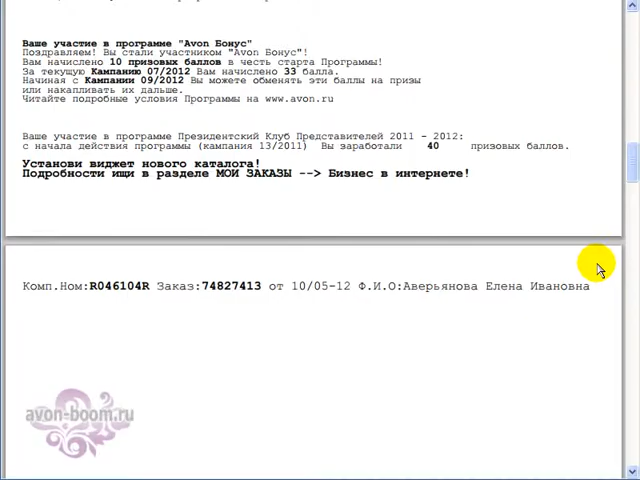 Ваше участие в программе "Avon Бонус"
Поздравляем! Вы стали участником "Avon Бонус"!
Вам начислено 10 призовых баллов в честь старта Программы!
За текущую Кампанию 07/2012 Вам начислено 33 балла.
Начиная с Кампании 09/2012 Вы можете обменять эти баллы на призы
или накапливать их дальше.
Читайте подробные условия Программы на www.avon.ru
Ваше участие в программе Президентский Клуб Представителей 2011 - 2012:
с начала действия программы (кампания 13/2011) Вы заработали 40 призовых баллов.
Установи виджет нового каталога!
Подробности ищи в разделе МОИ ЗАКАЗЫ --> Бизнес в интернете!
Комп.Ном:R046104R Заказ:74827413 от 10/05-12 Ф.И.О:Аверьянова Елена Ивановна
avon-boom.ru